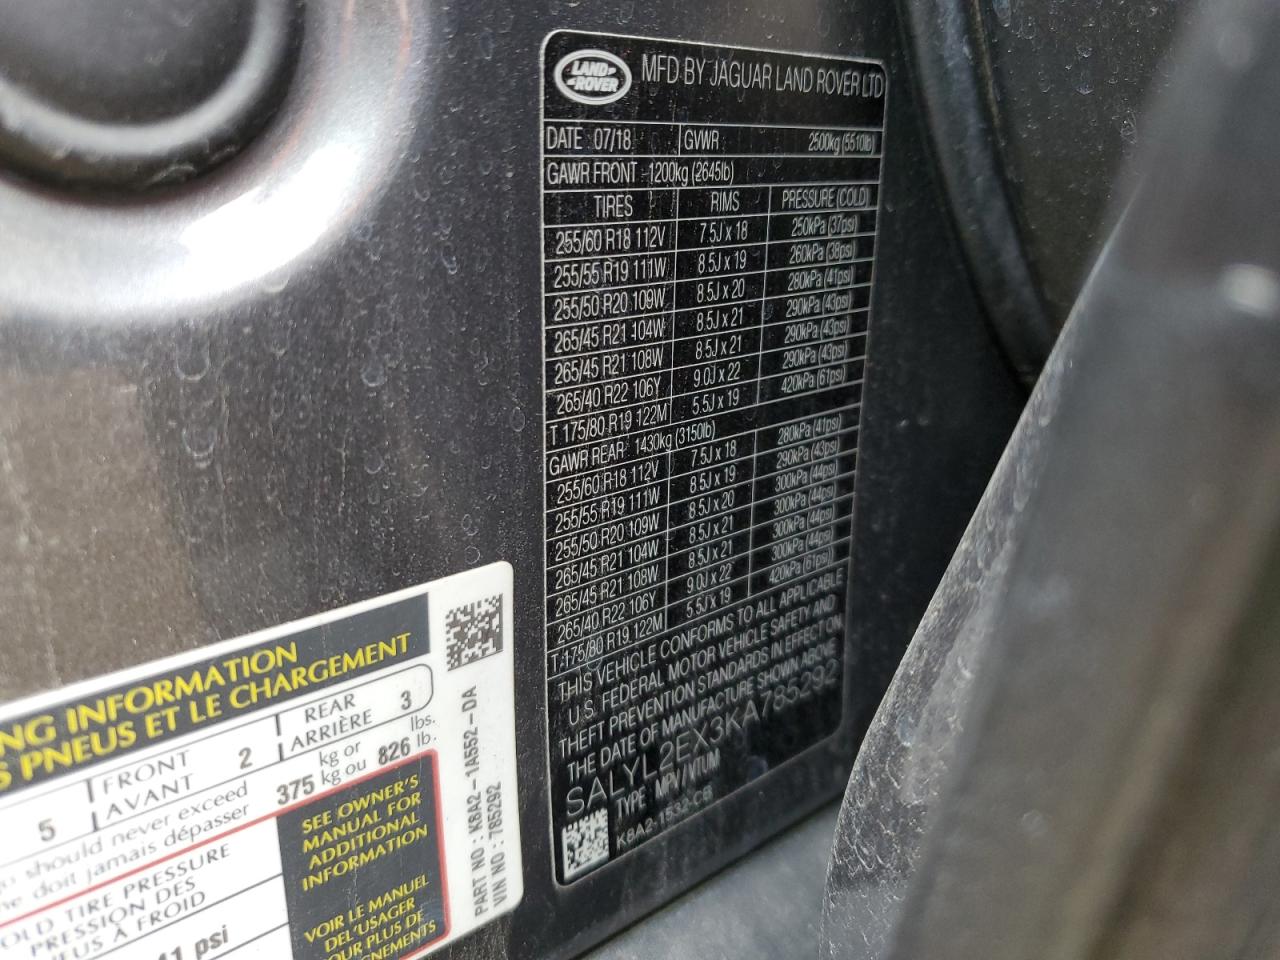 LAND-
-ROVER
MFD BY JAGUAR LAND ROVER LTD
DATE 07/18 GVWR 2500kg (5510lb)
GAWR FRONT 1200kg (2645lb)
TIRES RIMS PRESSURE (COLD)
255/60 R18 112V 7.5J x 18 250kPa (37psi)
255/55 R19 111W 8.5J x 19 260kPa (38psi)
255/50 R20 109W 8.5J x 20 280kPa (41psi)
265/45 R21 104W 8.5J x 21 290kPa (43psi)
265/45 R21 108W 8.5J x 21 290kPa (43psi)
265/40 R22 106Y 9.0J x 22 290kPa (43psi)
T 175/80 R19 122M 5.5J x 19 420kPa (61psi)
GAWR REAR 1430kg (3150lb)
255/60 R18 112V 7.5J x 18 280kPa (41psi)
255/55 R19 111W 8.5J x 19 290kPa (43psi)
255/50 R20 109W 8.5J x 20 300kPa (44psi)
265/45 R21 104W 8.5J x 21 300kPa (44psi)
265/45 R21 108W 8.5J x 21 300kPa (44psi)
265/40 R22 106Y 9.0J x 22 300kPa (44psi)
T 175/80 R19 122M 5.5J x 19 420kPa (61psi)
THIS VEHICLE CONFORMS TO ALL APPLICABLE
U.S. FEDERAL MOTOR VEHICLE SAFETY AND
THEFT PREVENTION STANDARDS IN EFFECT ON
THE DATE OF MANUFACTURE SHOWN ABOVE
SALYL2EX3KA785292
TYPE MPV / VTUM
K8A2-1532-CB
NG INFORMATION
S PNEUS ET LE CHARGEMENT
5 FRONT 2 REAR 3
AVANT ARRIÈRE
should never exceed 375 kg or 826 lbs.
doit jamais dépasser kg ou lb.
OLD TIRE PRESSURE
PRESSION DES
EUS À FROID
41 psi
SEE OWNER'S
MANUAL FOR
ADDITIONAL
INFORMATION
VOIR LE MANUEL
DEL'USAGER
OUR PLUS DE
GNEMENTS
PART NO : K8A2-1A552-DA
VIN NO : 785292